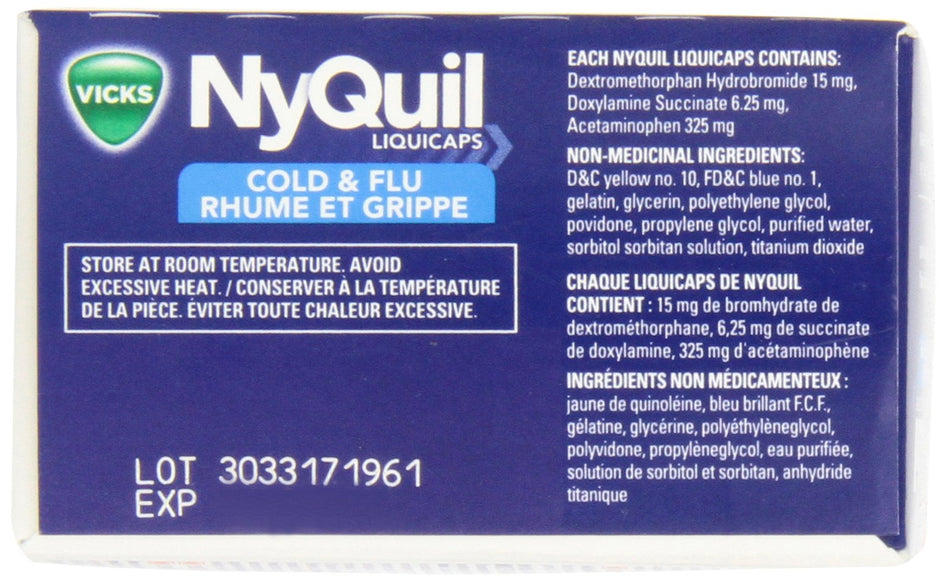 VICKS
NyQuil
LIQUICAPS
COLD & FLU
RHUME ET GRIPPE
STORE AT ROOM TEMPERATURE. AVOID
EXCESSIVE HEAT. / CONSERVER À LA TEMPÉRATURE
DE LA PIÈCE. ÉVITER TOUTE CHALEUR EXCESSIVE.
LOT 3033171961
EXP
EACH NYQUIL LIQUICAPS CONTAINS:
Dextromethorphan Hydrobromide 15 mg,
Doxylamine Succinate 6.25 mg,
Acetaminophen 325 mg
NON-MEDICINAL INGREDIENTS:
D&C yellow no. 10, FD&C blue no. 1,
gelatin, glycerin, polyethylene glycol,
povidone, propylene glycol, purified water,
sorbitol sorbitan solution, titanium dioxide
CHAQUE LIQUICAPS DE NYQUIL
CONTIENT : 15 mg de bromhydrate de
dextrométhorphane, 6,25 mg de succinate
de doxylamine, 325 mg d'acétaminophène
INGRÉDIENTS NON MÉDICAMENTEUX :
jaune de quinoléine, bleu brillant F.C.F.,
gélatine, glycérine, polyéthylèneglycol,
polyvidone, propylèneglycol, eau purifiée,
solution de sorbitol et sorbitan, anhydride
titanique